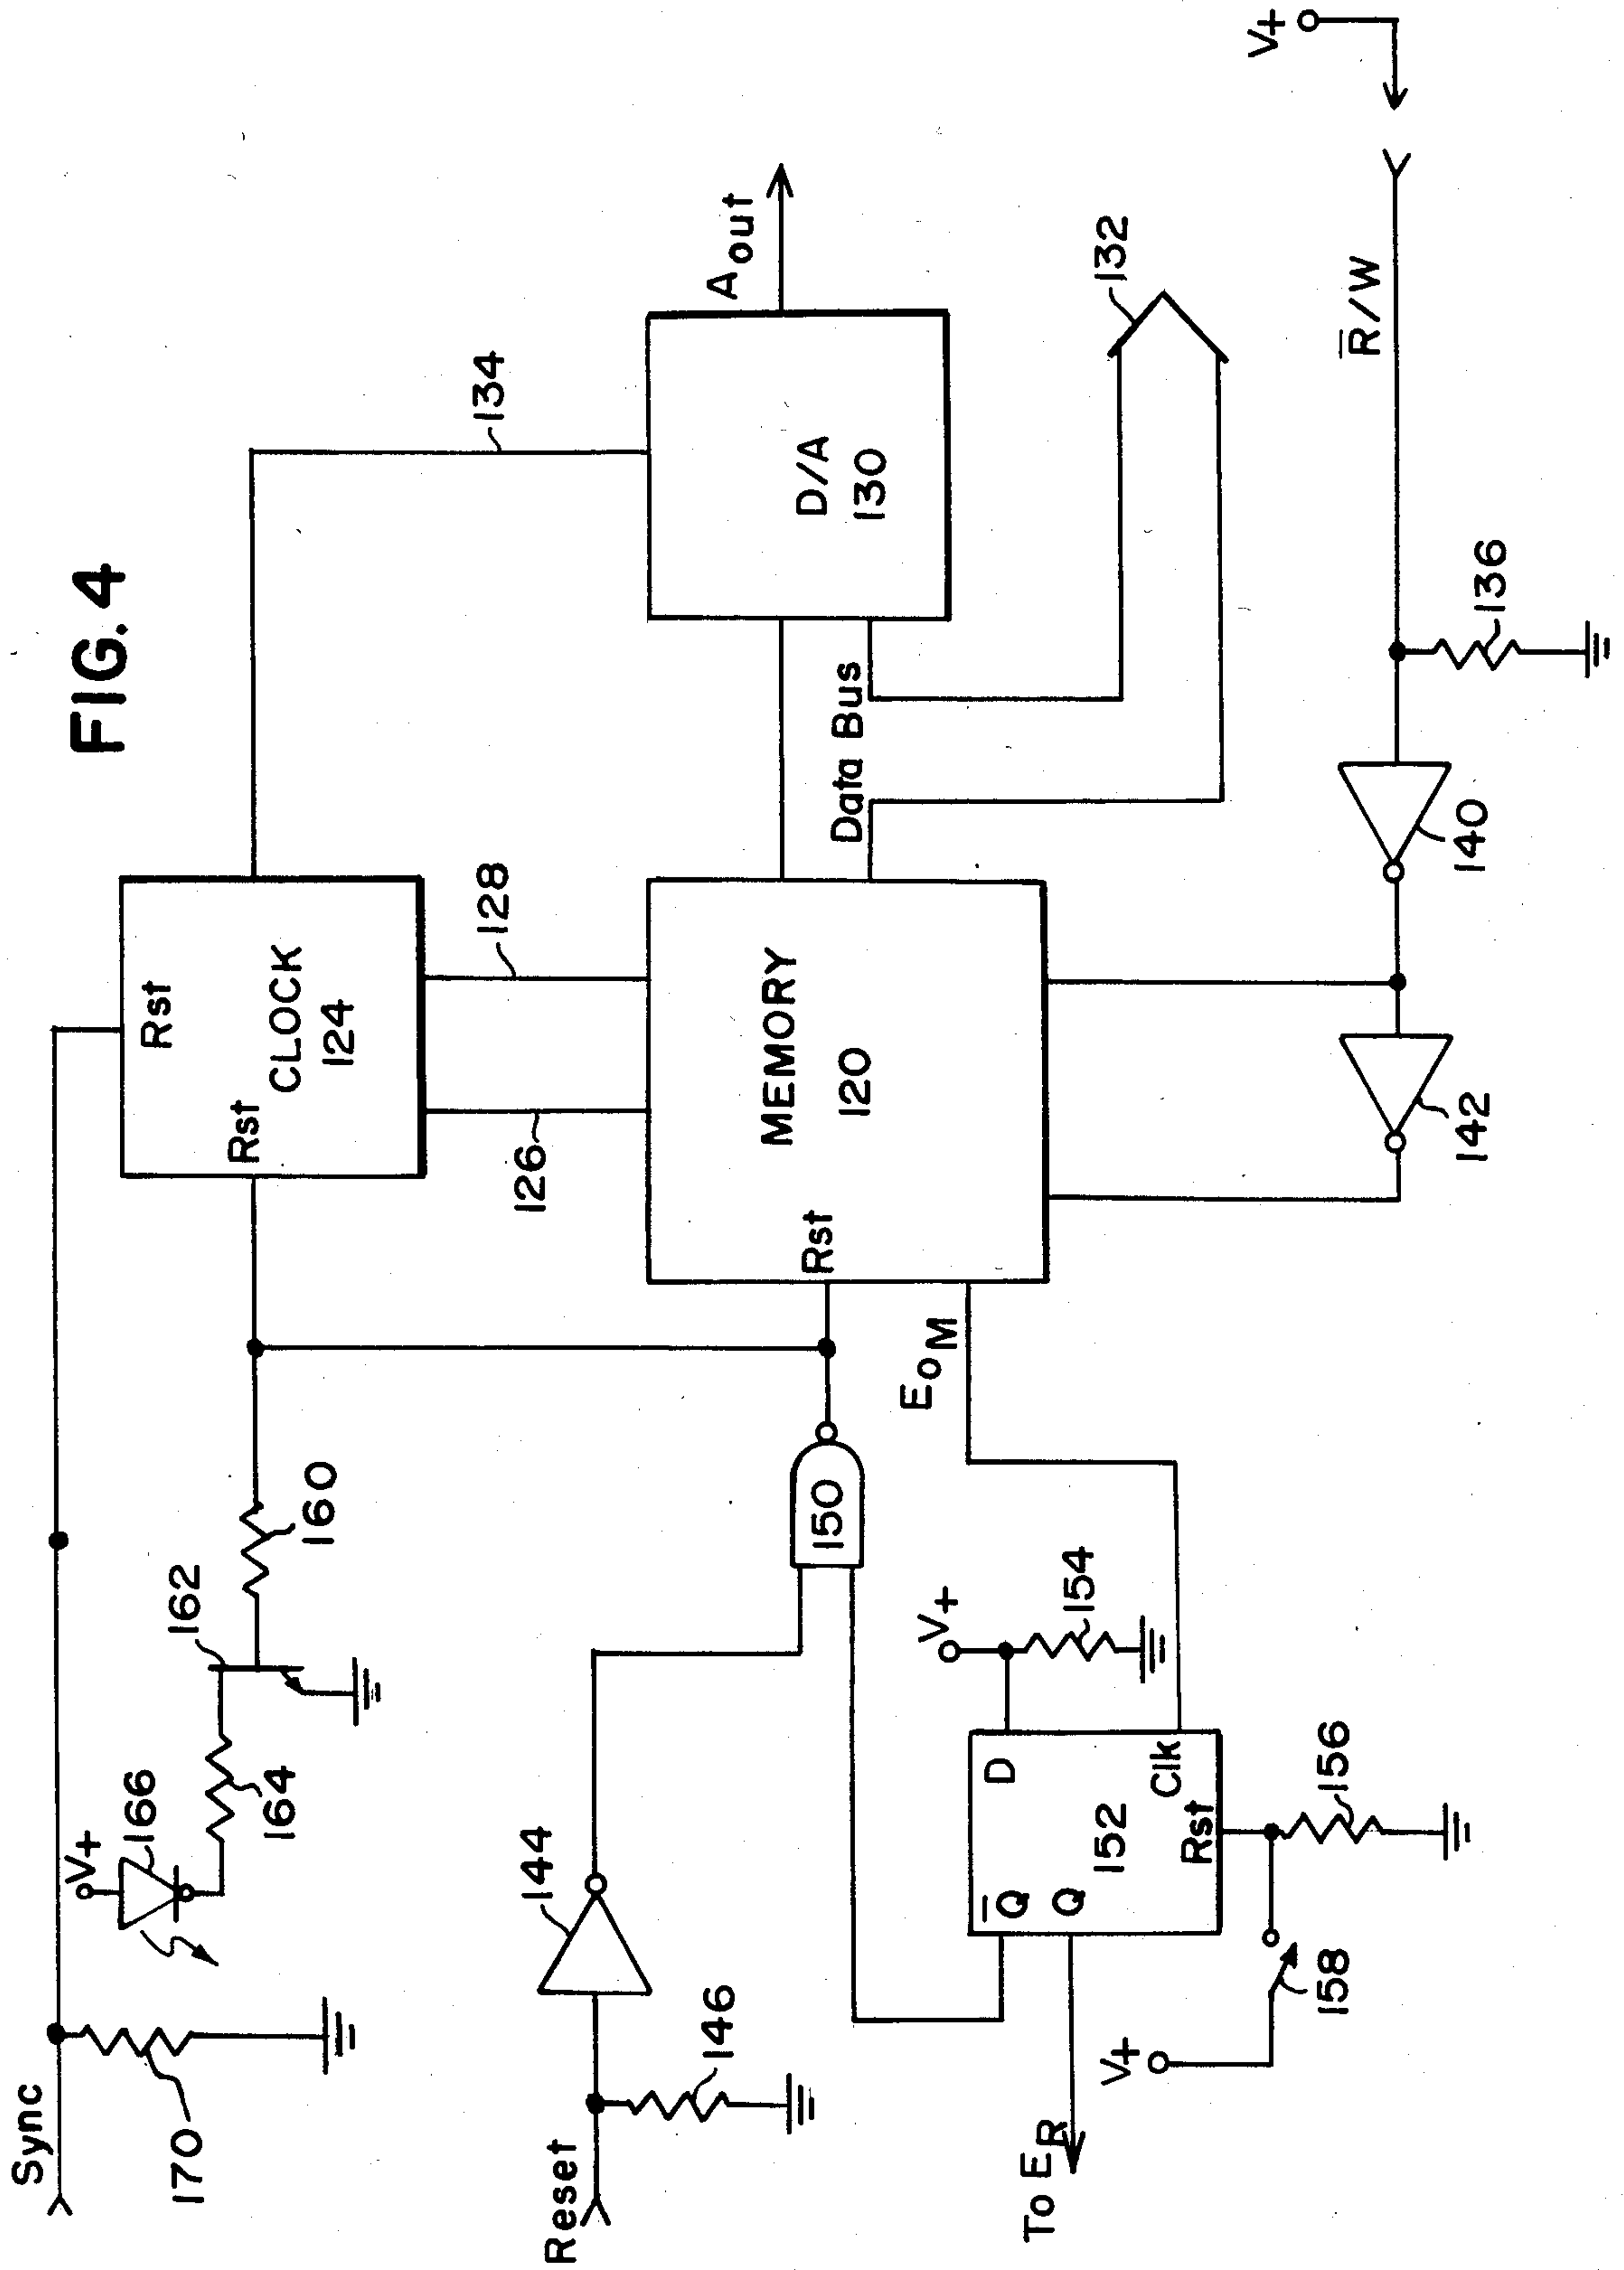 FIG. 4
Sync
170
V+
166
164
162
160
Rst
Rst
CLOCK
124
134
126
128
Reset
146
144
150
Rst
MEMORY
120
EOM
Data Bus
D/A
130
Aout
132
To ER
Q̅
Q
D
152
Clk
Rst
V+
154
156
158
V+
142
140
136
R̅/W
V+